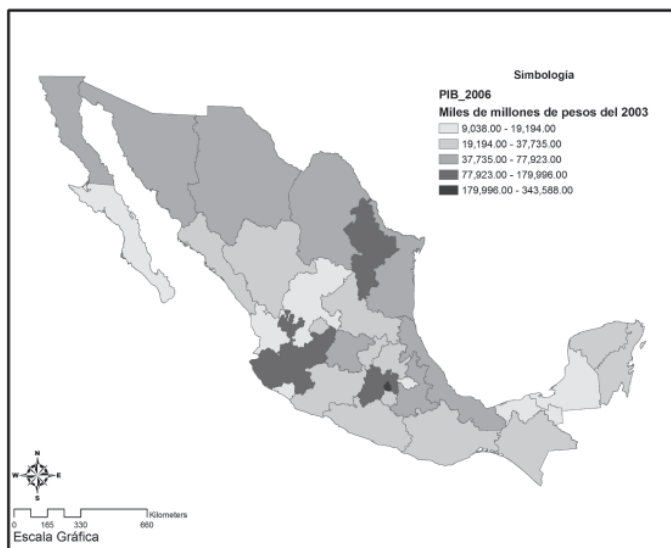 Simbología
PIB_2006
Miles de millones de pesos del 2003
9,038.00 - 19,194.00
19,194.00 - 37,735.00
37,735.00 - 77,923.00
77,923.00 - 179,996.00
179,996.00 - 343,588.00
N
W E
S
Kilometers
0 165 330 660
Escala Gráfica